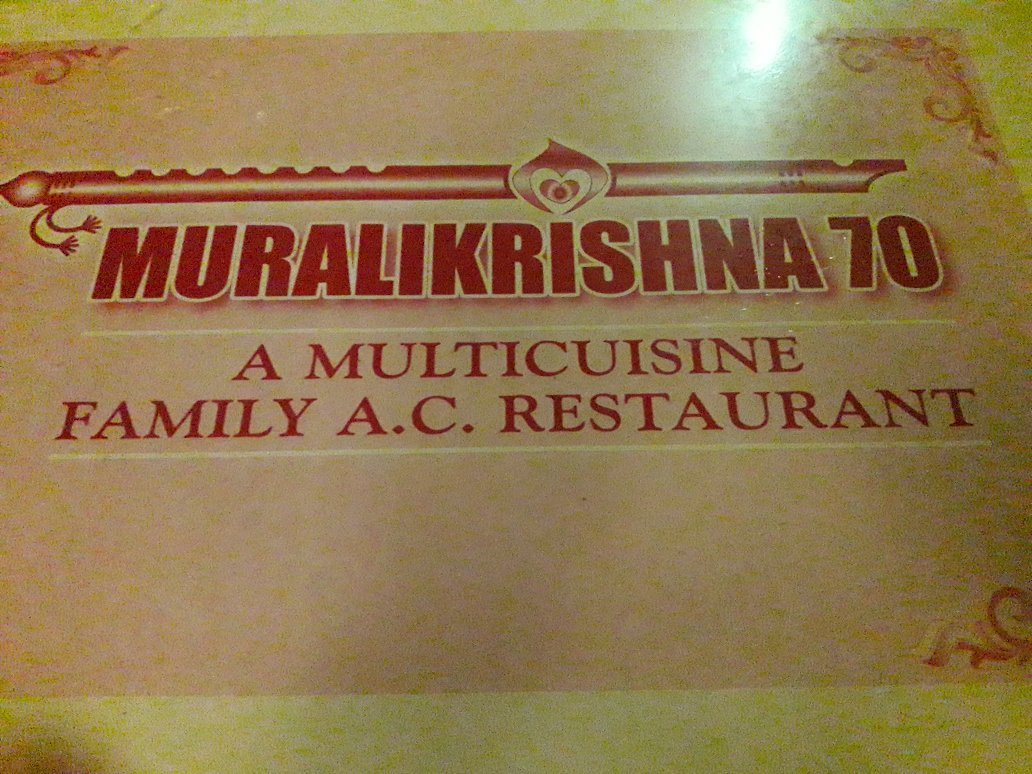 MURALIKRISHNA 70
A MULTICUISINE
FAMILY A.C. RESTAURANT